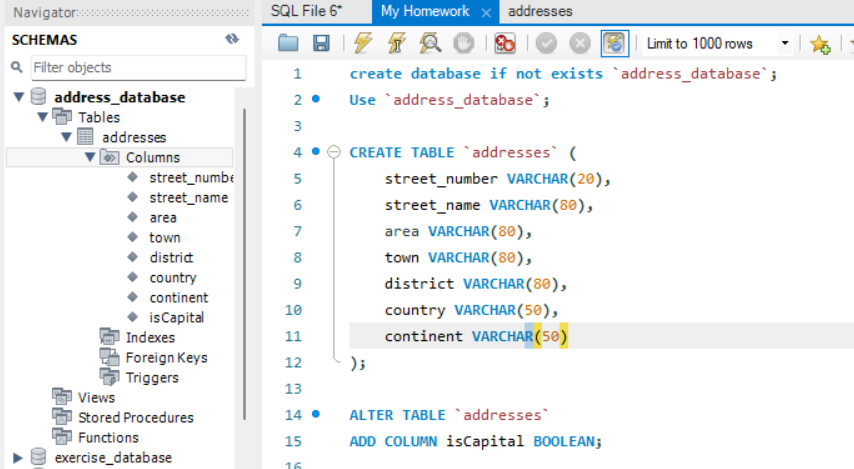 Navigator
SCHEMAS
Filter objects
address_database
Tables
addresses
Columns
street_numbe
street_name
area
town
district
country
continent
isCapital
Indexes
Foreign Keys
Triggers
Views
Stored Procedures
Functions
exercise_database
SQL File 6* My Homework addresses
Limit to 1000 rows
1 create database if not exists `address_database`;
2 Use `address_database`;
3
4 CREATE TABLE `addresses` (
5 street_number VARCHAR(20),
6 street_name VARCHAR(80),
7 area VARCHAR(80),
8 town VARCHAR(80),
9 district VARCHAR(80),
10 country VARCHAR(50),
11 continent VARCHAR(50)
12 );
13
14 ALTER TABLE `addresses`
15 ADD COLUMN isCapital BOOLEAN;
16